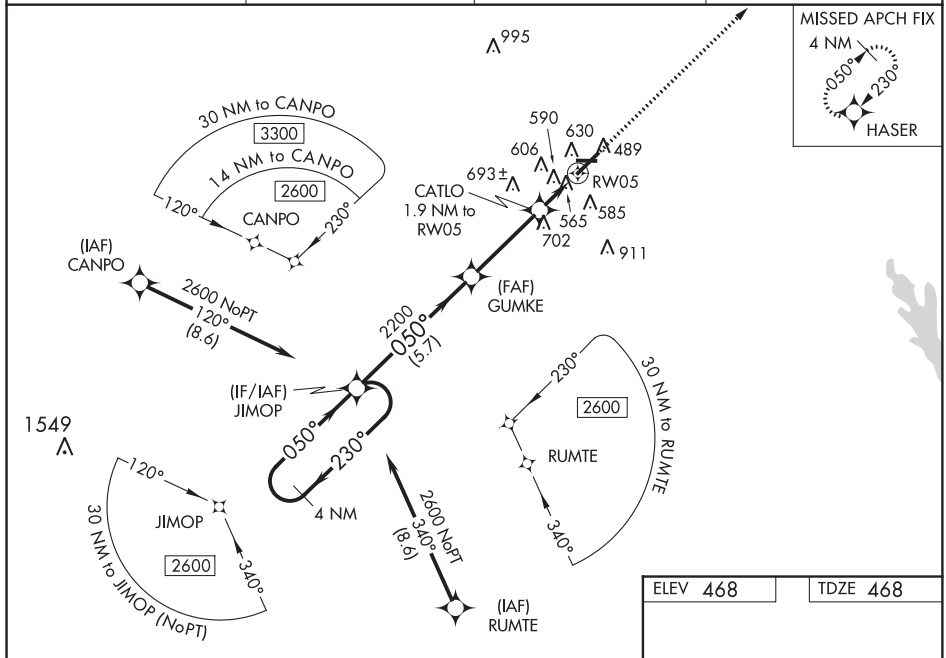 995
MISSED APCH FIX
4 NM
050°
230°
HASER
30 NM to CANPO
3300
14 NM to CANPO
2600
120°
CANPO
230°
590
630
489
606
693±
RW05
CATLO
1.9 NM to
RW05
565
585
702
911
(IAF)
CANPO
2600 NoPT
120°
(8.6)
(FAF)
GUMKE
2200
050°
(5.7)
(IF/IAF)
JIMOP
050°
230°
4 NM
230°
2600
30 NM to RUMTE
RUMTE
340°
1549
120°
JIMOP
2600
340°
30 NM to JIMOP (NoPT)
2600 NoPT
340°
(8.6)
(IAF)
RUMTE
ELEV 468
TDZE 468